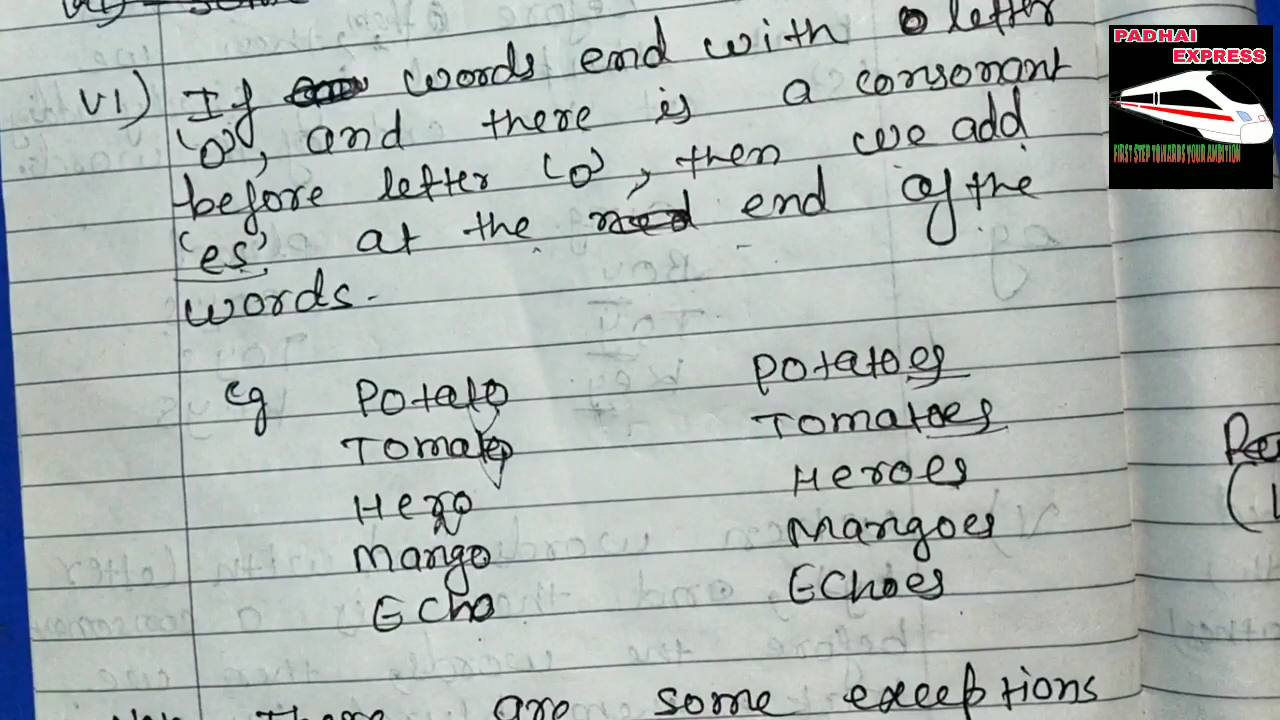 PADHAI
EXPRESS
FIRST STEP TOWARDS YOUR AMBITION
VI) If words end with letter
'o', and there is a consonant
before letter 'o', then we add
'es' at the end of the
words.
eg Potato Potatoes
Tomato Tomatoes
Hero Heroes
Mango Mangoes
Echo Echoes
There are some exceptions